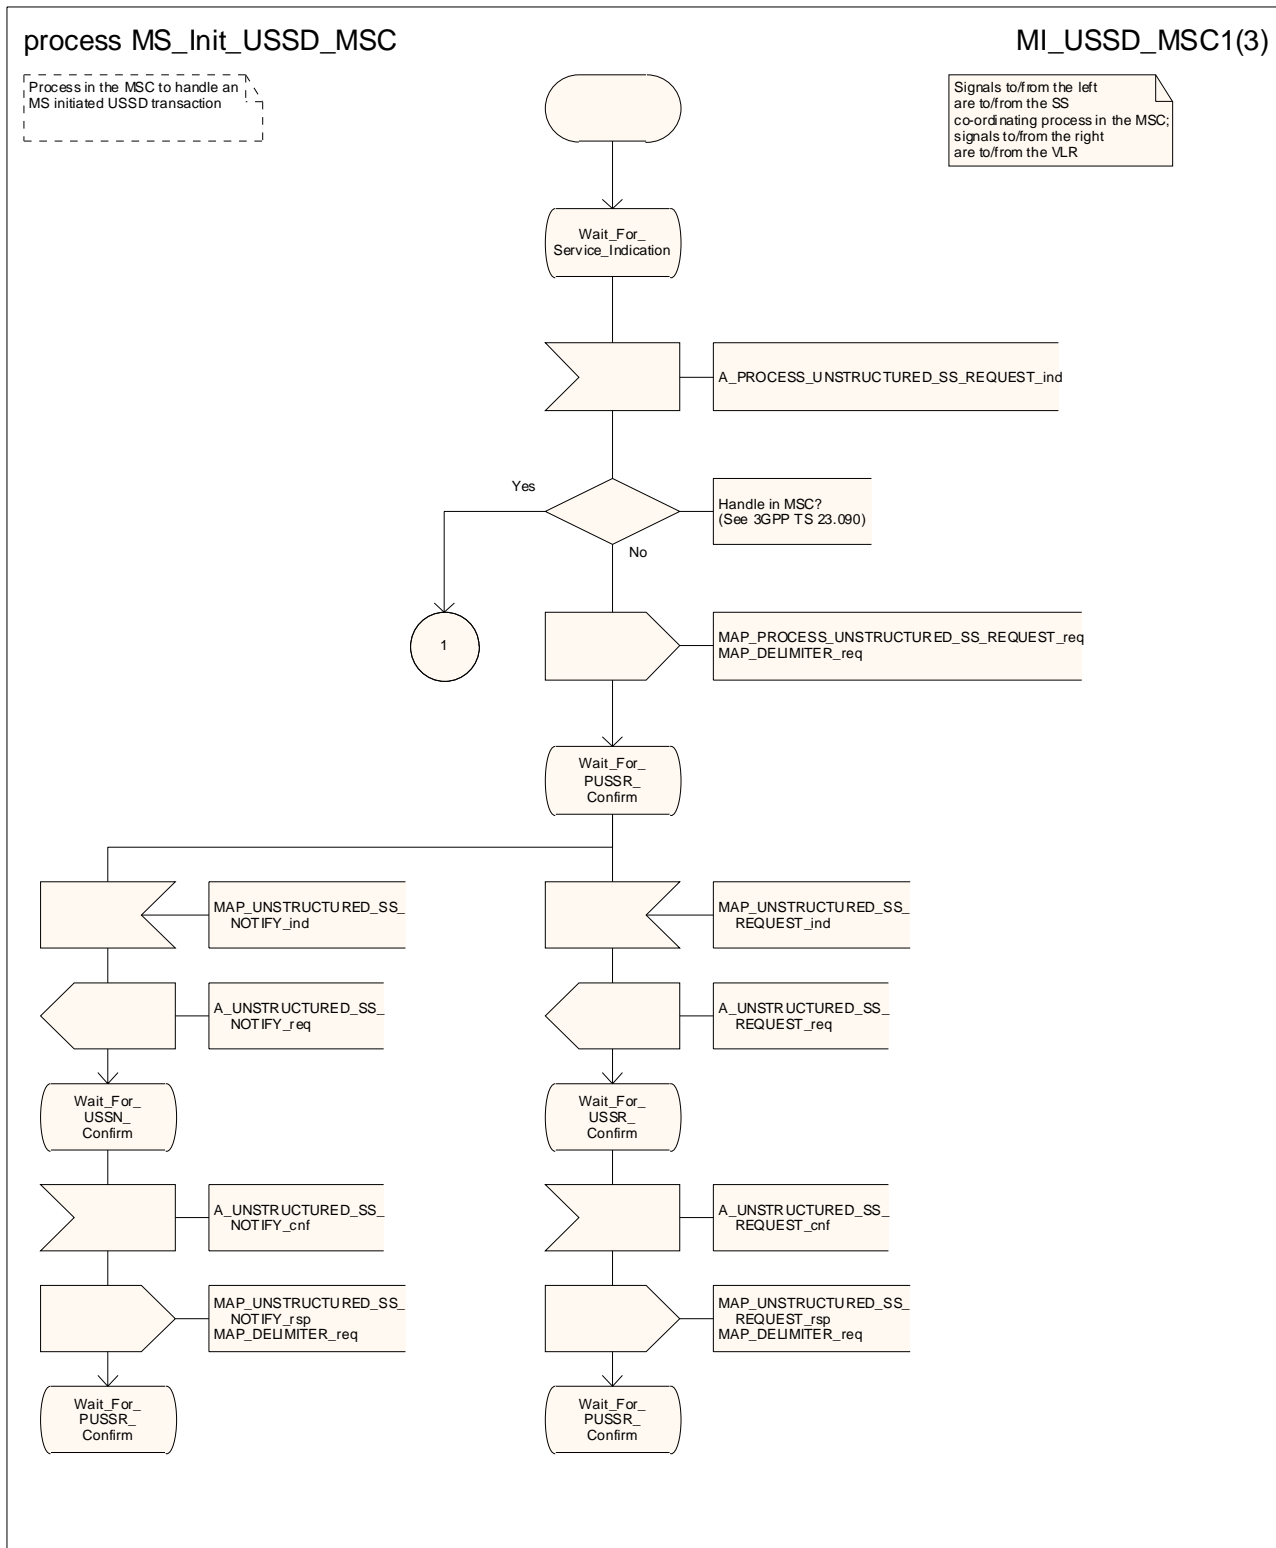 process MS_Init_USSD_MSC
MI_USSD_MSC1(3)
Process in the MSC to handle an
MS initiated USSD transaction
Signals to/from the left
are to/from the SS
co-ordinating process in the MSC;
signals to/from the right
are to/from the VLR
Wait_For_
Service_Indication
A_PROCESS_UNSTRUCTURED_SS_REQUEST_ind
Yes
Handle in MSC?
(See 3GPP TS 23.090)
No
1
MAP_PROCESS_UNSTRUCTURED_SS_REQUEST_req
MAP_DELIMITER_req
Wait_For_
PUSSR_
Confirm
MAP_UNSTRUCTURED_SS_
NOTIFY_ind
MAP_UNSTRUCTURED_SS_
REQUEST_ind
A_UNSTRUCTURED_SS_
NOTIFY_req
A_UNSTRUCTURED_SS_
REQUEST_req
Wait_For_
USSN_
Confirm
Wait_For_
USSR_
Confirm
A_UNSTRUCTURED_SS_
NOTIFY_cnf
A_UNSTRUCTURED_SS_
REQUEST_cnf
MAP_UNSTRUCTURED_SS_
NOTIFY_rsp
MAP_DELIMITER_req
MAP_UNSTRUCTURED_SS_
REQUEST_rsp
MAP_DELIMITER_req
Wait_For_
PUSSR_
Confirm
Wait_For_
PUSSR_
Confirm